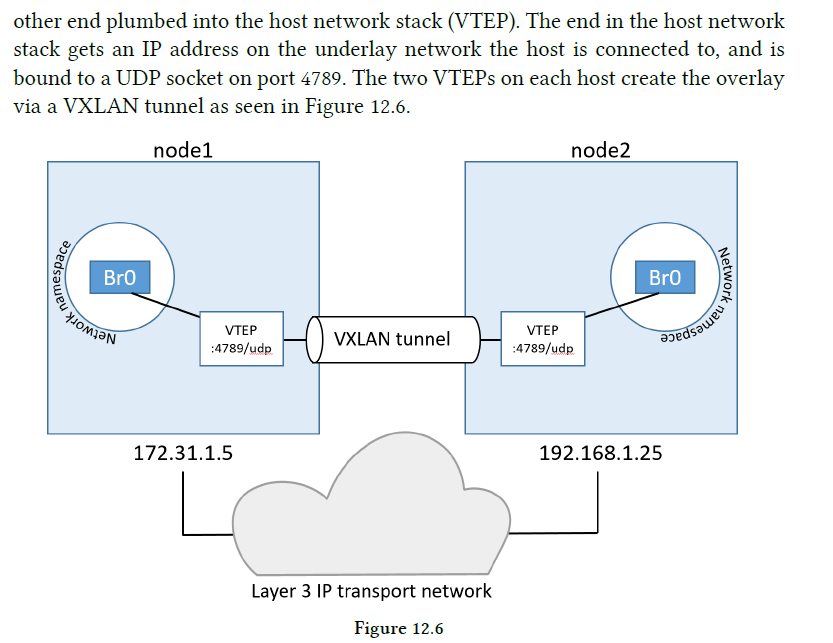 other end plumbed into the host network stack (VTEP). The end in the host network
stack gets an IP address on the underlay network the host is connected to, and is
bound to a UDP socket on port 4789. The two VTEPs on each host create the overlay
via a VXLAN tunnel as seen in Figure 12.6.
node1
node2
Network namespace
Br0
VTEP
:4789/udp
VXLAN tunnel
VTEP
:4789/udp
Br0
Network namespace
172.31.1.5
192.168.1.25
Layer 3 IP transport network
Figure 12.6